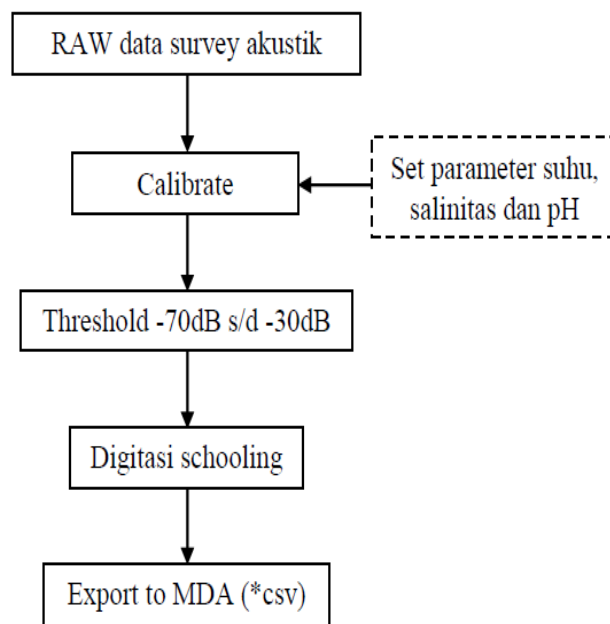 RAW data survey akustik
Calibrate
Set parameter suhu,
salinitas dan pH
Threshold -70dB s/d -30dB
Digitasi schooling
Export to MDA (*csv)